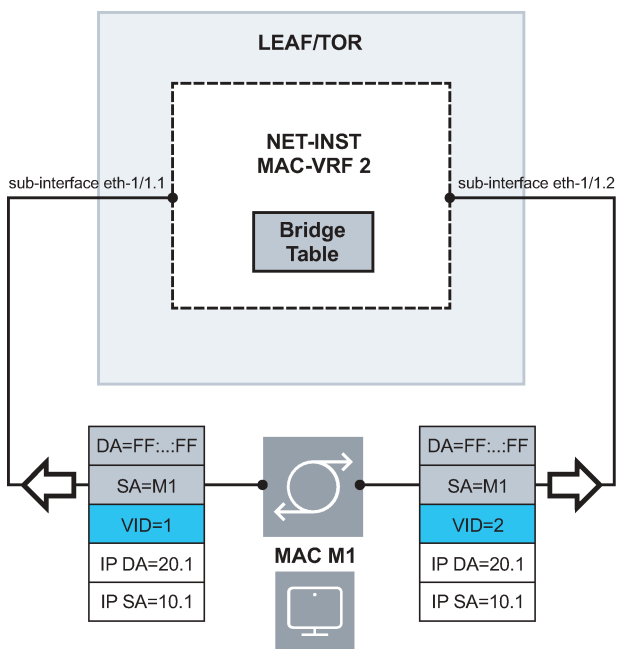 LEAF/TOR
NET-INST
MAC-VRF 2
sub-interface eth-1/1.1
sub-interface eth-1/1.2
Bridge
Table
DA=FF:...:FF
SA=M1
VID=1
IP DA=20.1
IP SA=10.1
MAC M1
DA=FF:...:FF
SA=M1
VID=2
IP DA=20.1
IP SA=10.1